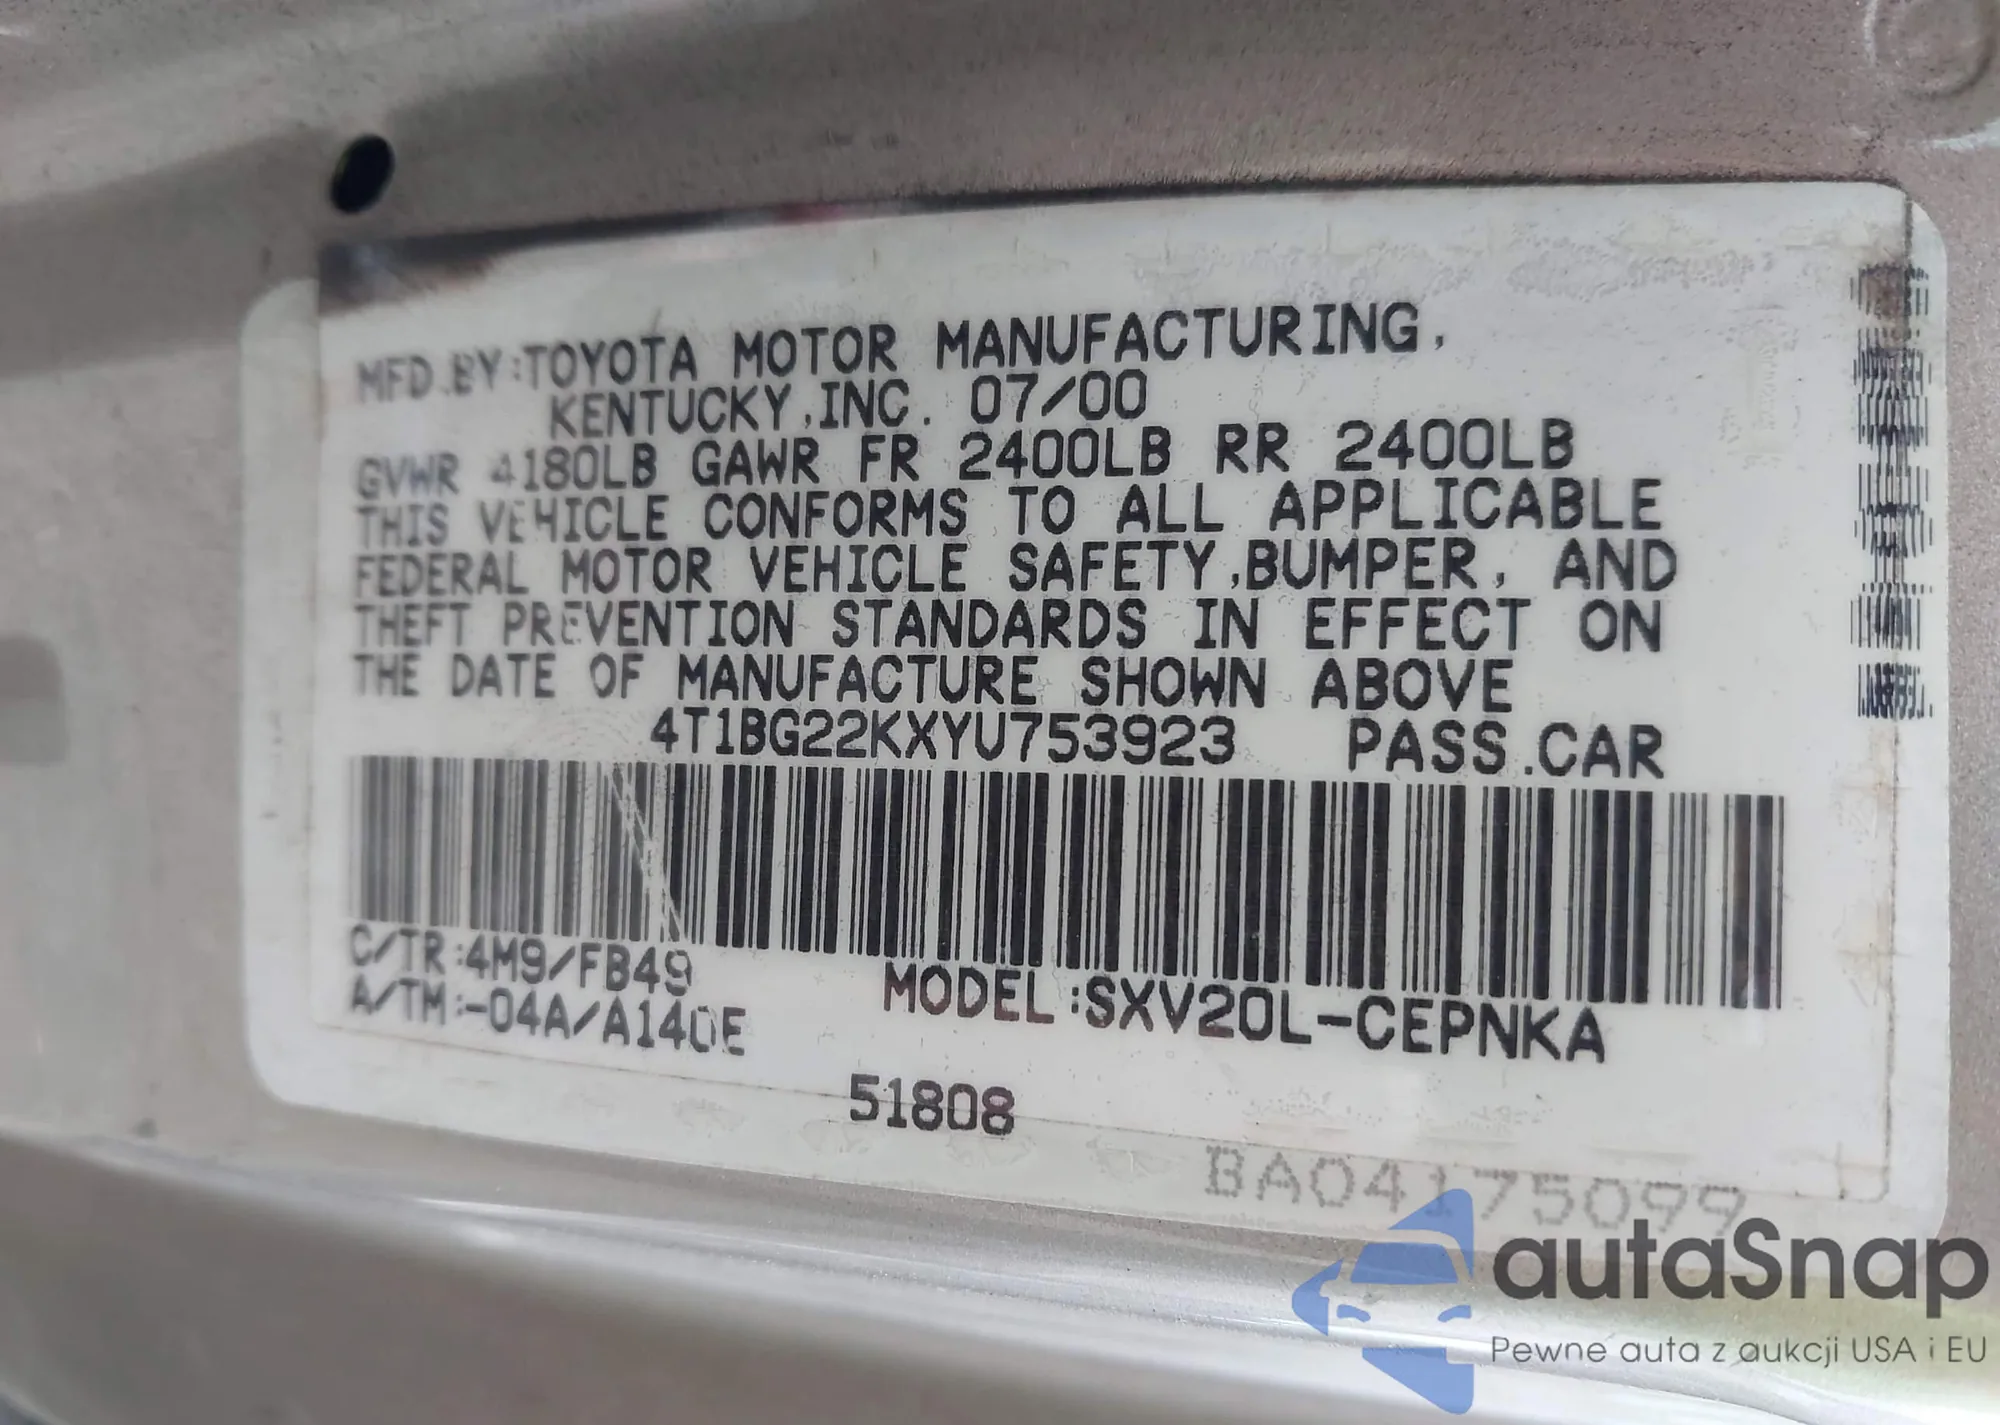 MFD.BY:TOYOTA MOTOR MANUFACTURING,
KENTUCKY,INC. 07/00
GVWR 4180LB GAWR FR 2400LB RR 2400LB
THIS VEHICLE CONFORMS TO ALL APPLICABLE
FEDERAL MOTOR VEHICLE SAFETY,BUMPER, AND
THEFT PREVENTION STANDARDS IN EFFECT ON
THE DATE OF MANUFACTURE SHOWN ABOVE
4T1BG22KXYU753923 PASS.CAR
C/TR:4M9/FB49
A/TM:-04A/A140E
MODEL:SXV20L-CEPNKA
51808
BA04175099
autaSnap
Pewne auta z aukcji USA i EU